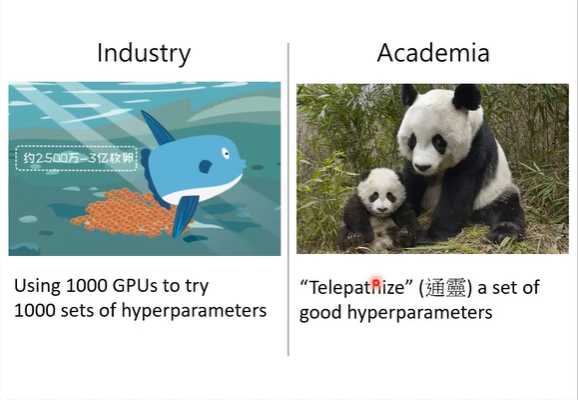 Industry
Academia
约2500万-3亿枚卵
Using 1000 GPUs to try
1000 sets of hyperparameters
“Telepathize” (通靈) a set of
good hyperparameters